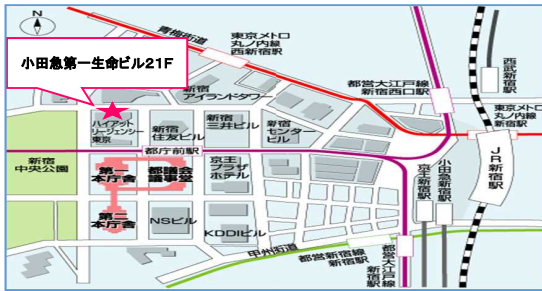 N
青梅街道
東京メトロ
丸ノ内線
西新宿駅
小田急第一生命ビル21F
新宿
アイランドタワー
都営大江戸線
新宿西口駅
西武新宿駅
ハイアット
リージェンシー
東京
新宿
住友ビル
新宿
三井ビル
新宿
センター
ビル
東京メトロ
丸ノ内線
新宿駅
都庁前駅
新宿
中央公園
第一
本庁舎
都議会
議事堂
京王
プラザ
ホテル
京王新宿駅
小田急新宿駅
JR新宿駅
第二
本庁舎
NSビル
KDDIビル
甲州街道
都営新宿線
新宿駅
都営大江戸線
新宿駅